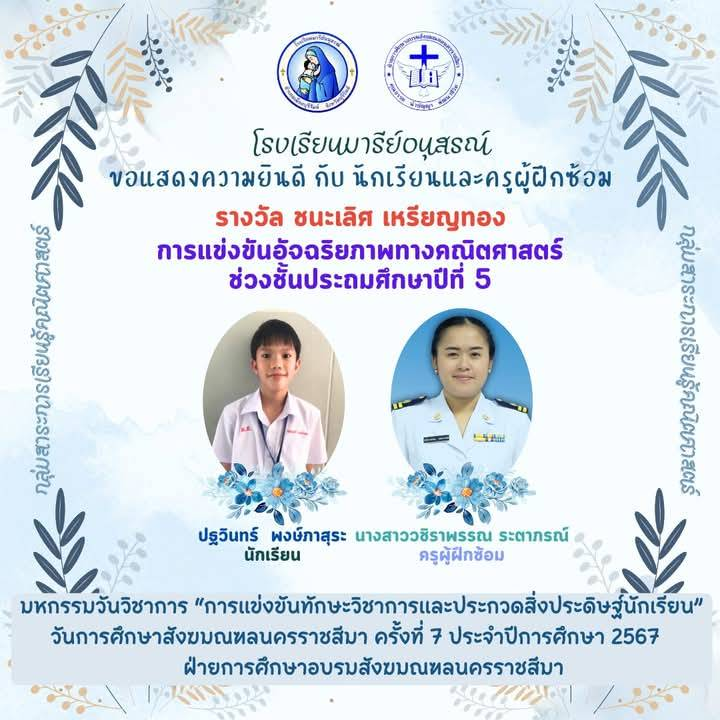 โรงเรียนมารีย์อนุสรณ์
ขอแสดงความยินดี กับ นักเรียนและครูผู้ฝึกซ้อม
รางวัล ชนะเลิศ เหรียญทอง
การแข่งขันอัจฉริยภาพทางคณิตศาสตร์
ช่วงชั้นประถมศึกษาปีที่ 5
กลุ่มสาระการเรียนรู้คณิตศาสตร์
กลุ่มสาระการเรียนรู้คณิตศาสตร์
ปฐวินทร์ พงษ์ภาสุระ
นักเรียน
นางสาววชิราพรรณ ระตาภรณ์
ครูผู้ฝึกซ้อม
มหกรรมวันวิชาการ “การแข่งขันทักษะวิชาการและประกวดสิ่งประดิษฐ์นักเรียน”
วันการศึกษาสังฆมณฑลนครราชสีมา ครั้งที่ 7 ประจำปีการศึกษา 2567
ฝ่ายการศึกษาอบรมสังฆมณฑลนครราชสีมา